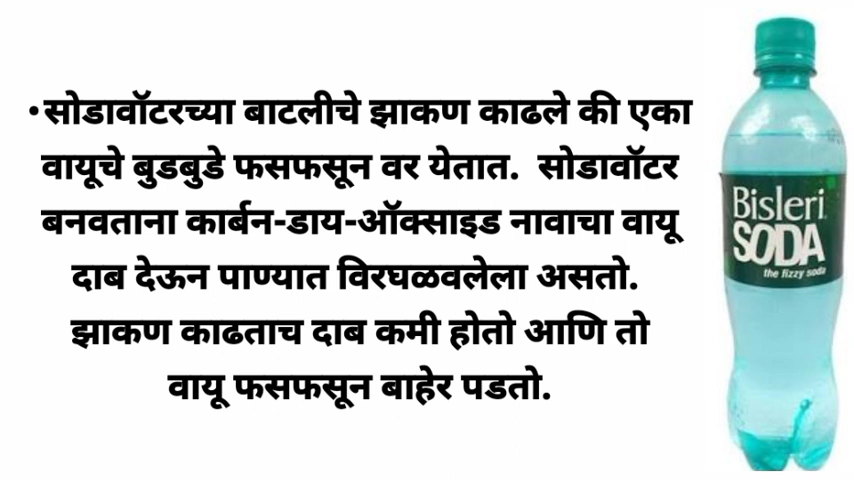 •सोडावॉटरच्या बाटलीचे झाकण काढले की एका
वायूचे बुडबुडे फसफसून वर येतात. सोडावॉटर
बनवताना कार्बन-डाय-ऑक्साइड नावाचा वायू
दाब देऊन पाण्यात विरघळवलेला असतो.
झाकण काढताच दाब कमी होतो आणि तो
वायू फसफसून बाहेर पडतो.
Bisleri
SODA
the fizzy soda